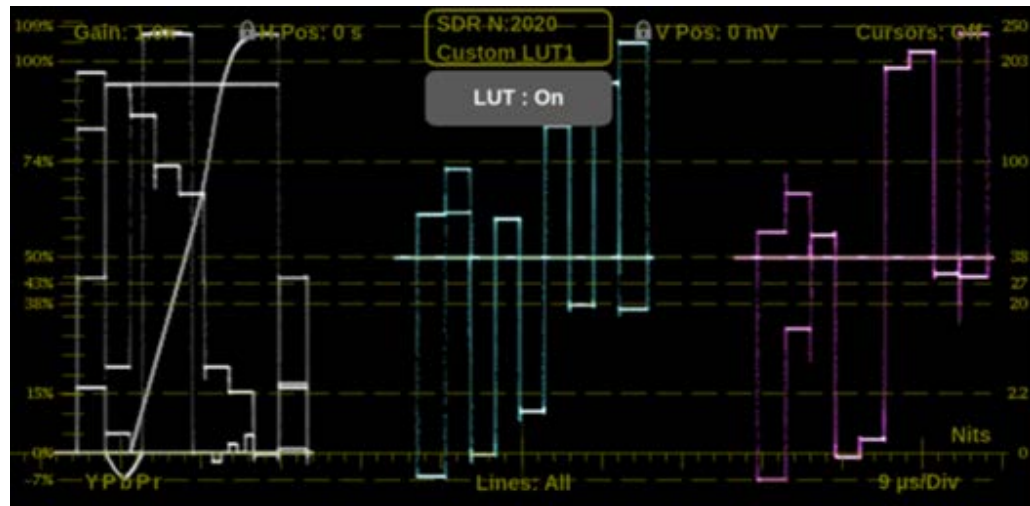 109%
Gain: 1.0x
H Pos: 0 s
SDR N:2020
Custom LUT1
V Pos: 0 mV
Cursors: Off
250
100%
203
LUT : On
74%
100
50%
38
43%
27
38%
20
15%
2.2
Nits
0%
0
-7%
YPbPr
Lines: All
9 µs/Div